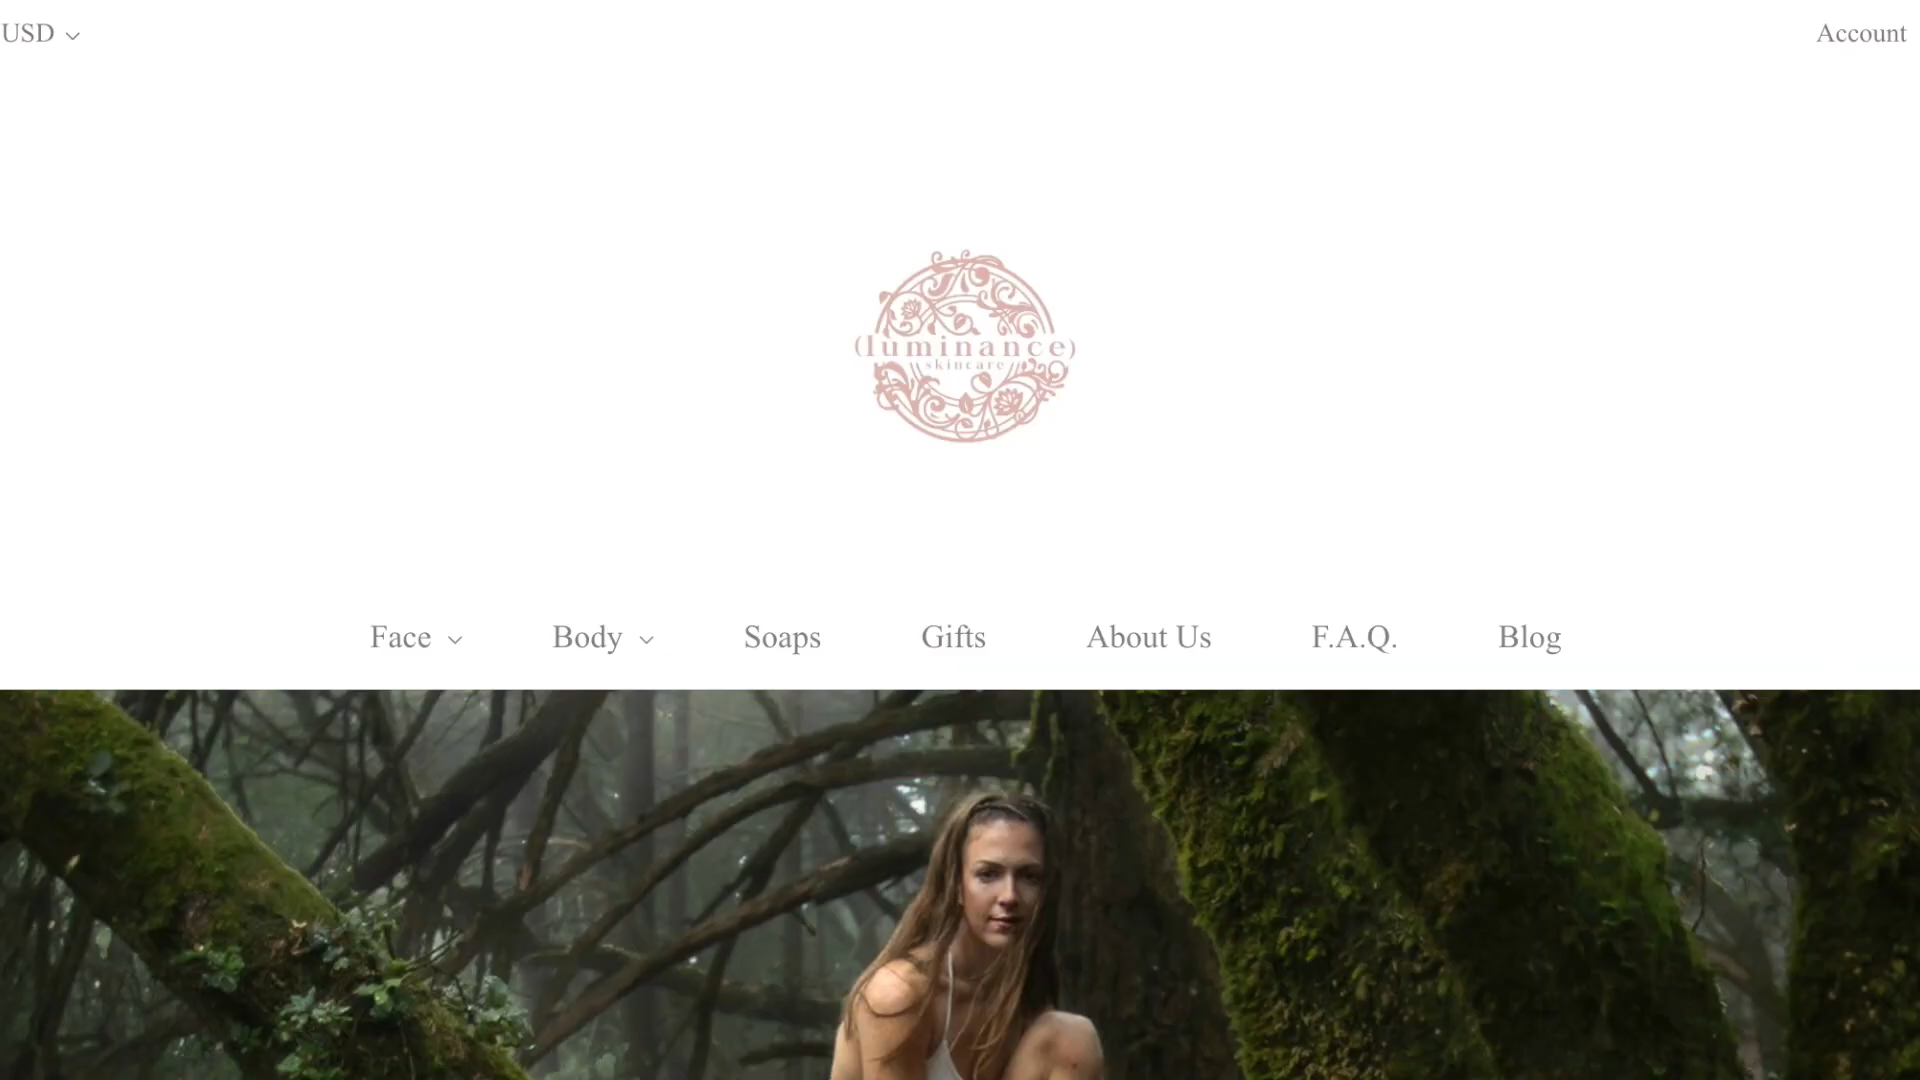 USD
Account
(luminance)
skincare
Face
Body
Soaps
Gifts
About Us
F.A.Q.
Blog